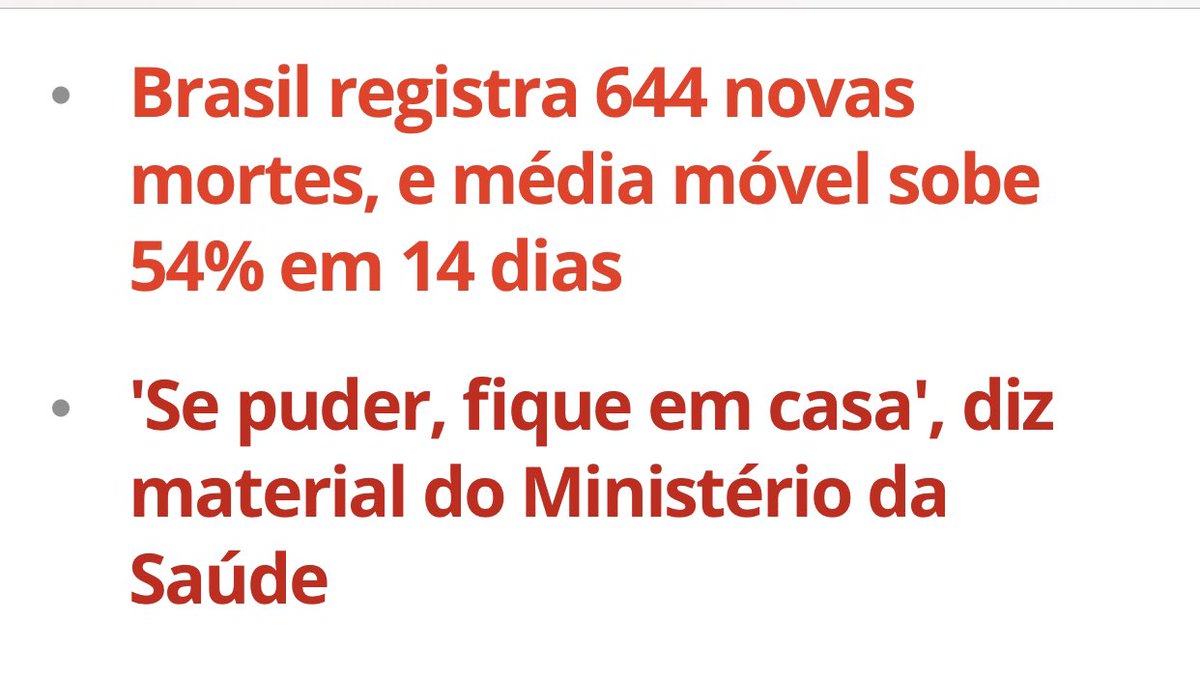 Brasil registra 644 novas
mortes, e média móvel sobe
54% em 14 dias
'Se puder, fique em casa', diz
material do Ministério da
Saúde